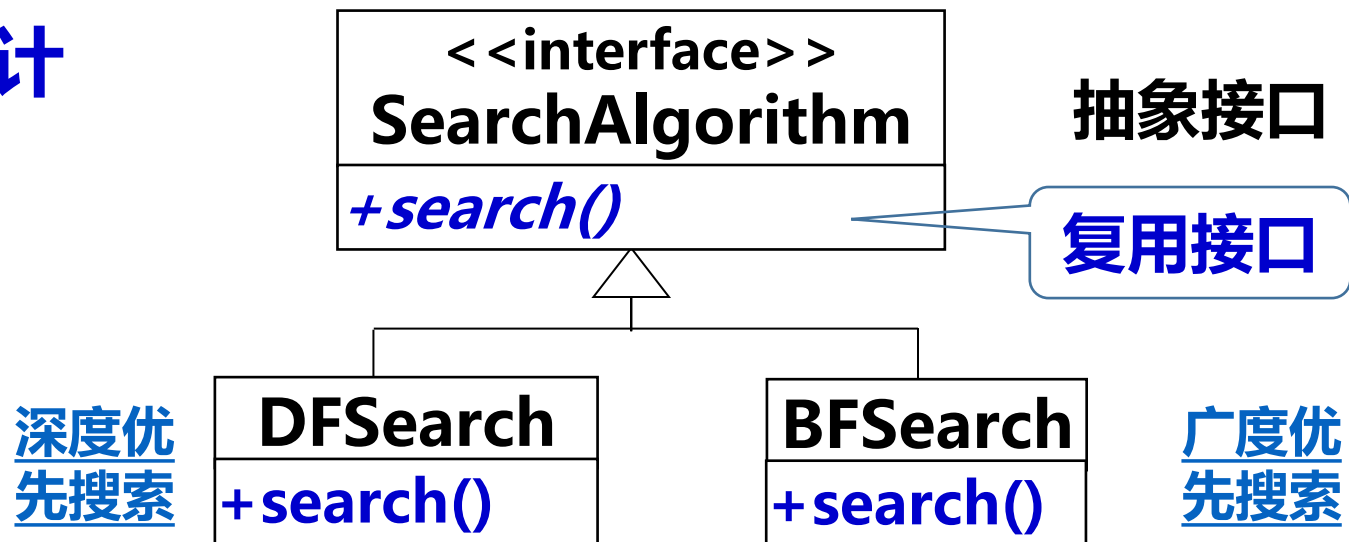 计
<<interface>>
SearchAlgorithm
抽象接口
+search()
复用接口
深度优
先搜索
DFSearch
+search()
BFSearch
+search()
广度优
先搜索